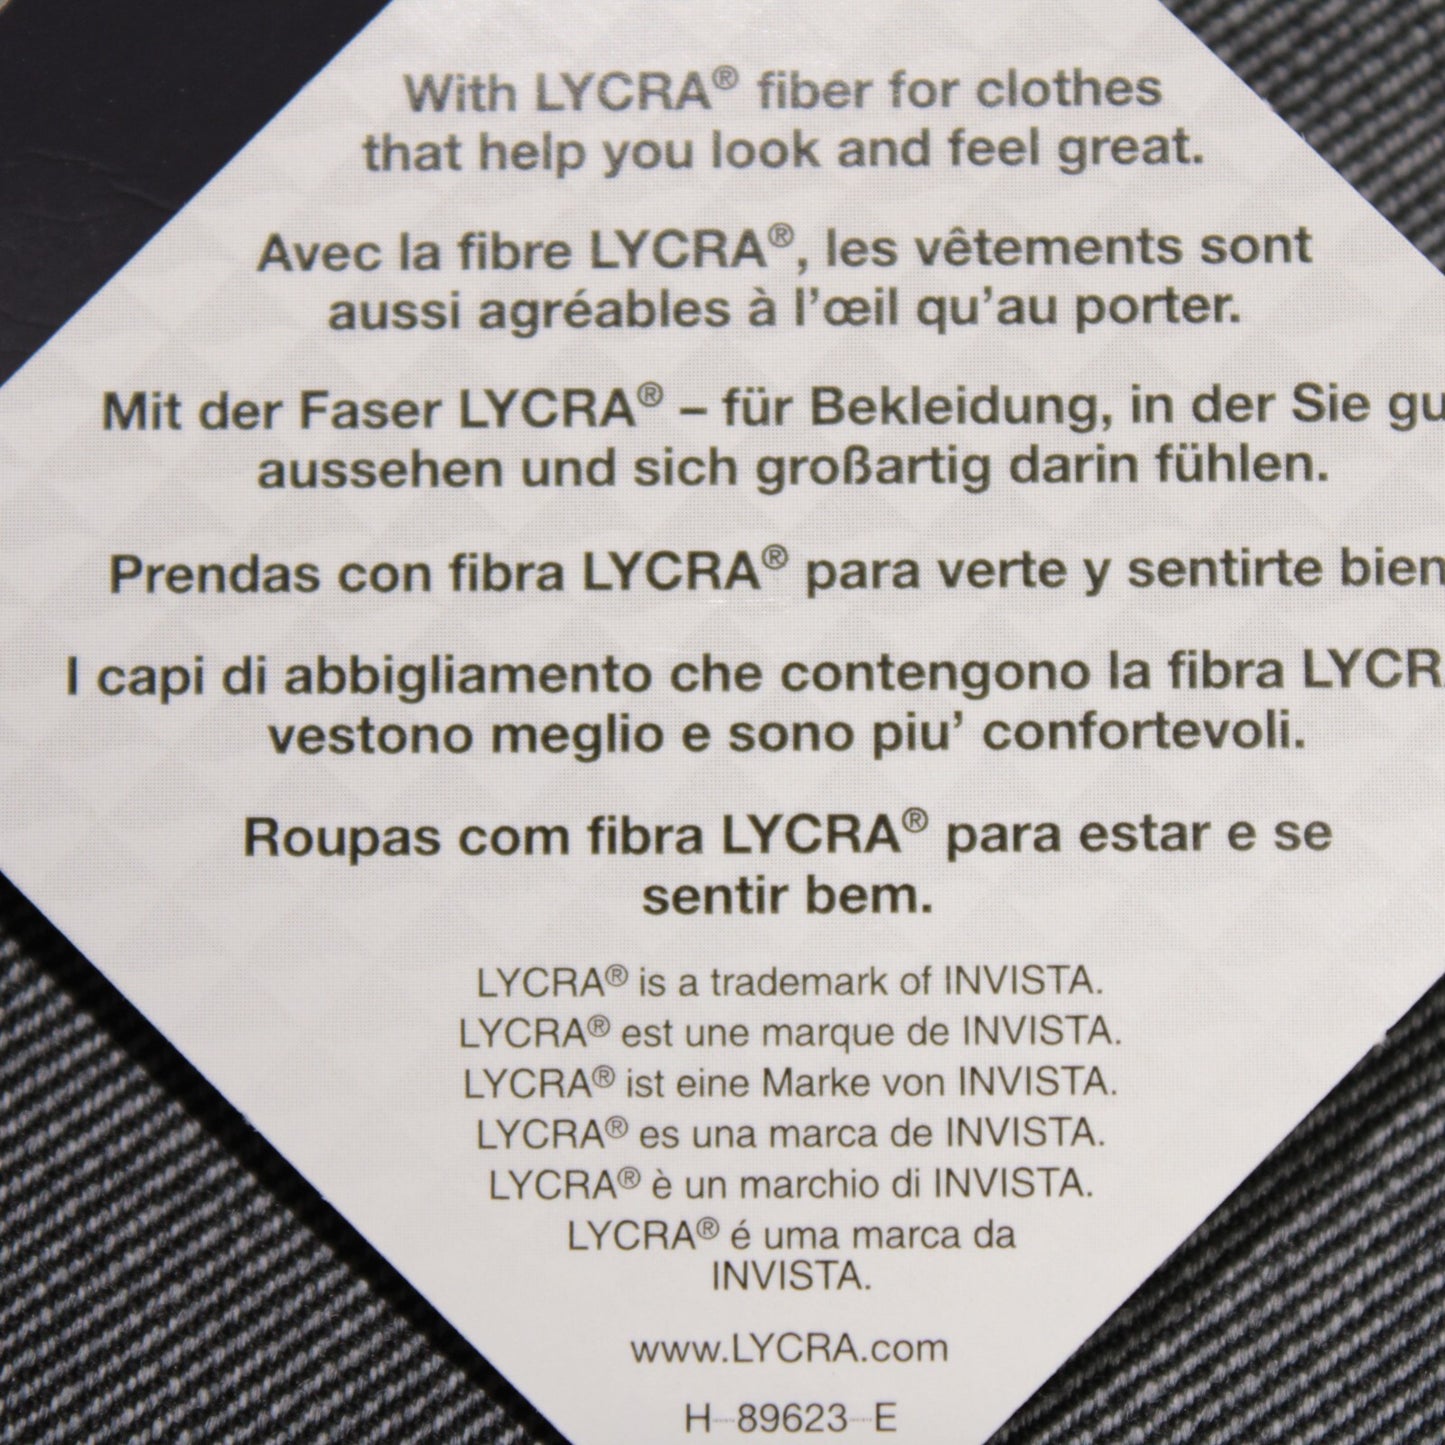 With LYCRA® fiber for clothes
that help you look and feel great.
Avec la fibre LYCRA®, les vêtements sont
aussi agréables à l’œil qu’au porter.
Mit der Faser LYCRA® – für Bekleidung, in der Sie gu
aussehen und sich großartig darin fühlen.
Prendas con fibra LYCRA® para verte y sentirte bien
I capi di abbigliamento che contengono la fibra LYCR
vestono meglio e sono piu’ confortevoli.
Roupas com fibra LYCRA® para estar e se
sentir bem.
LYCRA® is a trademark of INVISTA.
LYCRA® est une marque de INVISTA.
LYCRA® ist eine Marke von INVISTA.
LYCRA® es una marca de INVISTA.
LYCRA® è un marchio di INVISTA.
LYCRA® é uma marca da
INVISTA.
www.LYCRA.com
H-89623-E